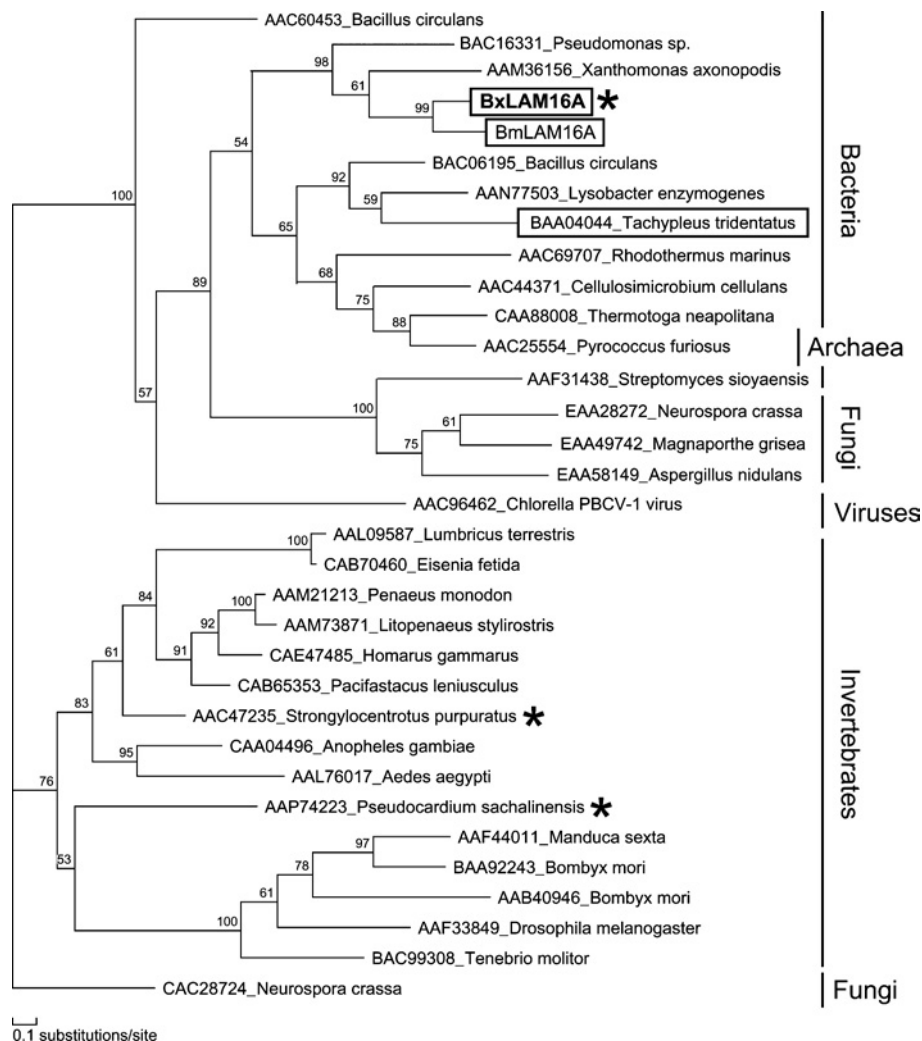 AAC60453_Bacillus circulans
BAC16331_Pseudomonas sp.
98
AAM36156_Xanthomonas axonopodis
61
BxLAM16A *
99
BmLAM16A
54
BAC06195_Bacillus circulans
92
AAN77503_Lysobacter enzymogenes
100
59
BAA04044_Tachypleus tridentatus
65
AAC69707_Rhodothermus marinus
68
89
AAC44371_Cellulosimicrobium cellulans
75
CAA88008_Thermotoga neapolitana
88
AAC25554_Pyrococcus furiosus
Bacteria
Archaea
AAF31438_Streptomyces sioyaensis
57
100
EAA28272_Neurospora crassa
61
EAA49742_Magnaporthe grisea
75
EAA58149_Aspergillus nidulans
Fungi
AAC96462_Chlorella PBCV-1 virus
Viruses
AAL09587_Lumbricus terrestris
100
CAB70460_Eisenia fetida
84
AAM21213_Penaeus monodon
100
AAM73871_Litopenaeus stylirostris
92
CAE47485_Homarus gammarus
61
91
CAB65353_Pacifastacus leniusculus
83
AAC47235_Strongylocentrotus purpuratus *
CAA04496_Anopheles gambiae
95
76
AAL76017_Aedes aegypti
AAP74223_Pseudocardium sachalinensis *
AAF44011_Manduca sexta
97
53
BAA92243_Bombyx mori
78
AAB40946_Bombyx mori
61
AAF33849_Drosophila melanogaster
100
BAC99308_Tenebrio molitor
Invertebrates
CAC28724_Neurospora crassa
Fungi
0.1 substitutions/site